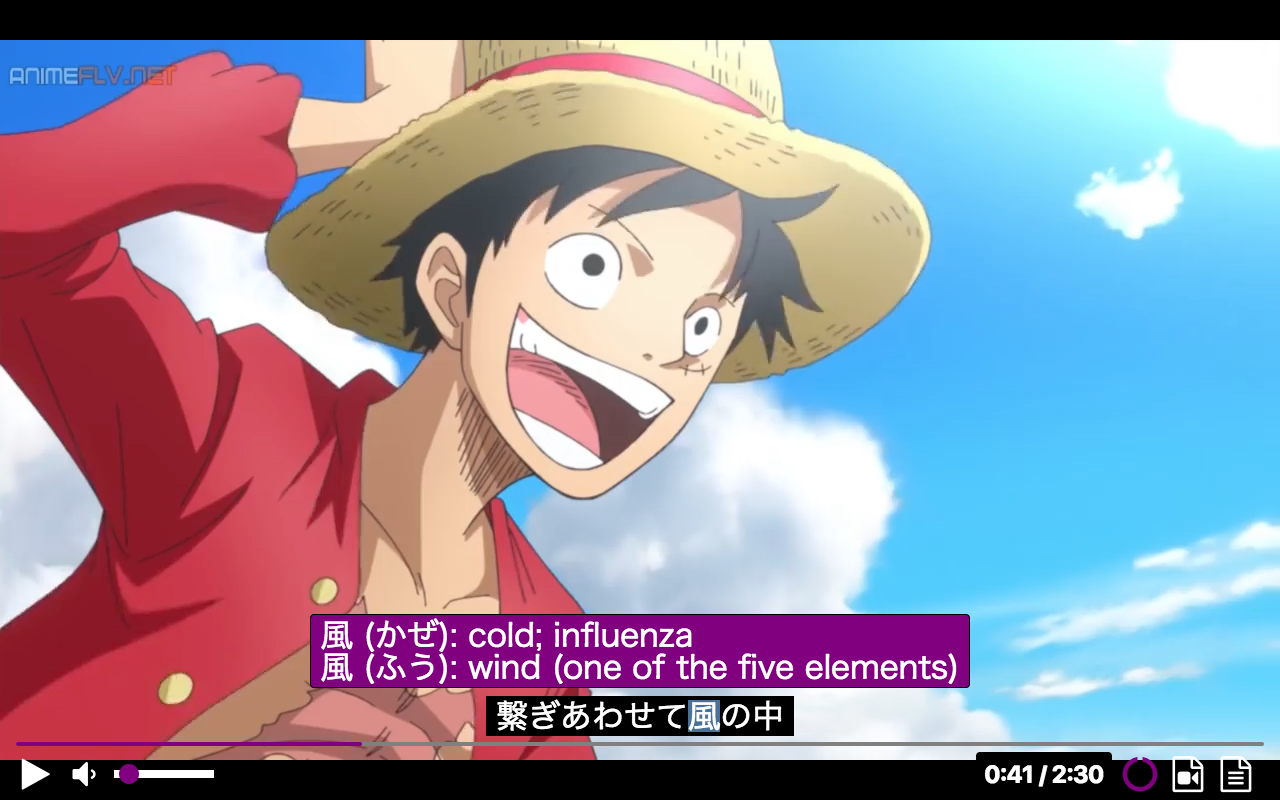 ANIMEFLV.NET
風 (かぜ): cold; influenza
風 (ふう): wind (one of the five elements)
繋ぎあわせて風の中
0:41 / 2:30